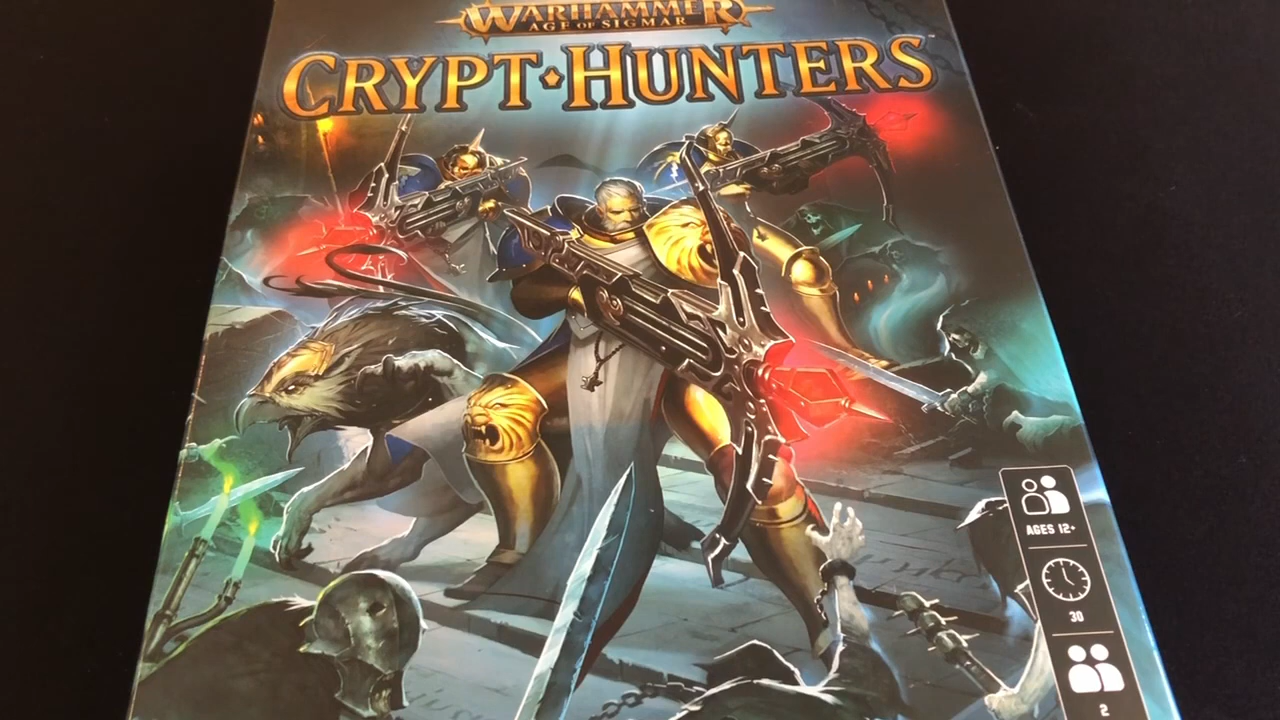 WARHAMMER
AGE OF SIGMAR
CRYPT◆HUNTERS
AGES 12+
30
2